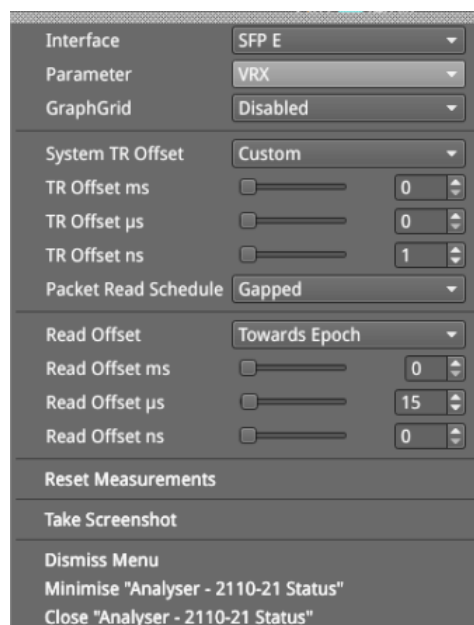 Interface SFP E
Parameter VRX
GraphGrid Disabled
System TR Offset Custom
TR Offset ms 0
TR Offset µs 0
TR Offset ns 1
Packet Read Schedule Gapped
Read Offset Towards Epoch
Read Offset ms 0
Read Offset µs 15
Read Offset ns 0
Reset Measurements
Take Screenshot
Dismiss Menu
Minimise "Analyser - 2110-21 Status"
Close "Analyser - 2110-21 Status"